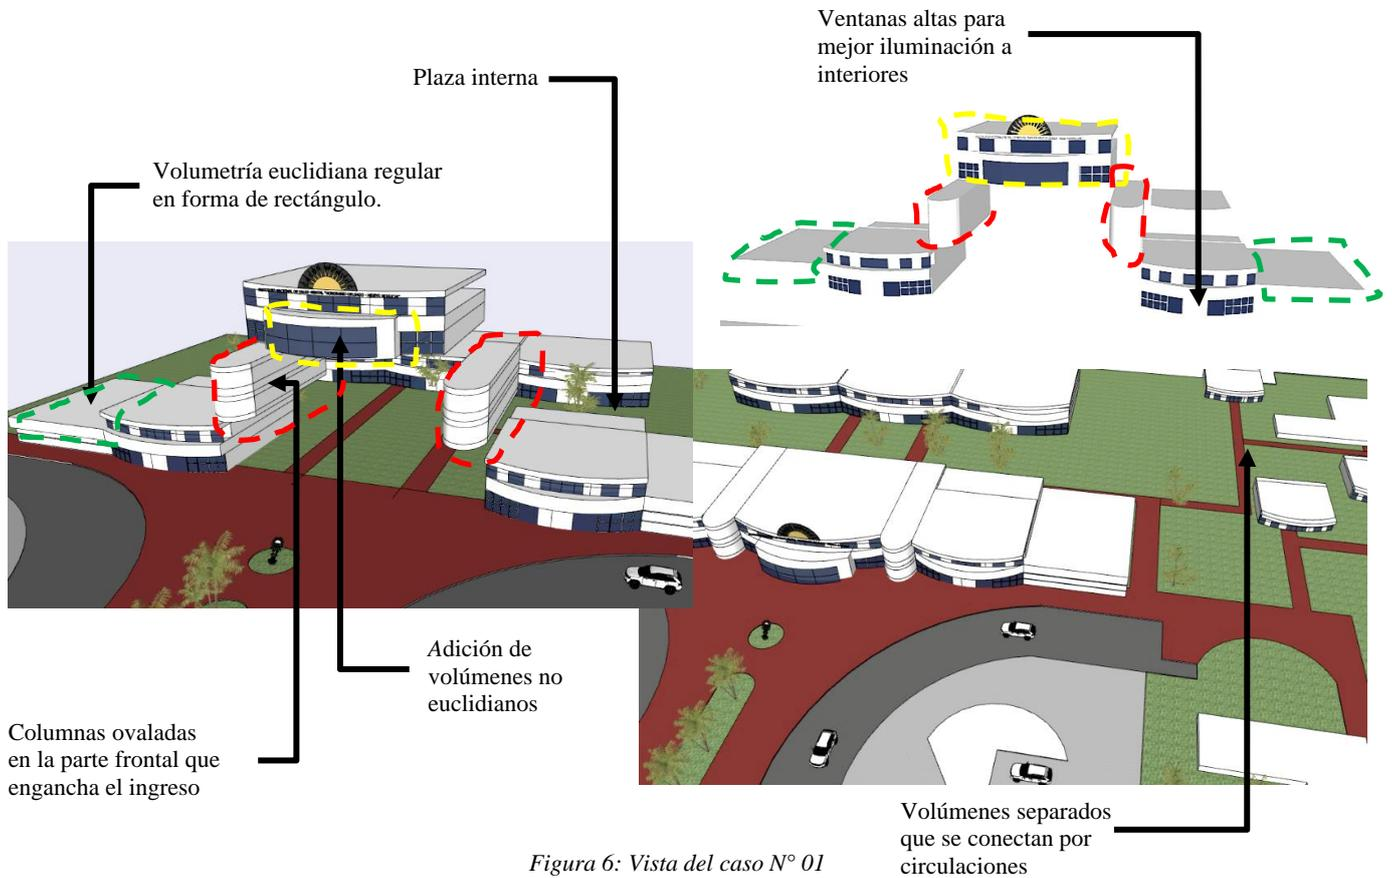 Ventanas altas para
mejor iluminación a
interiores
Plaza interna
Volumetría euclidiana regular
en forma de rectángulo.
Adición de
volúmenes no
euclidianos
Columnas ovaladas
en la parte frontal que
engancha el ingreso
Volúmenes separados
que se conectan por
circulaciones
Figura 6: Vista del caso N° 01